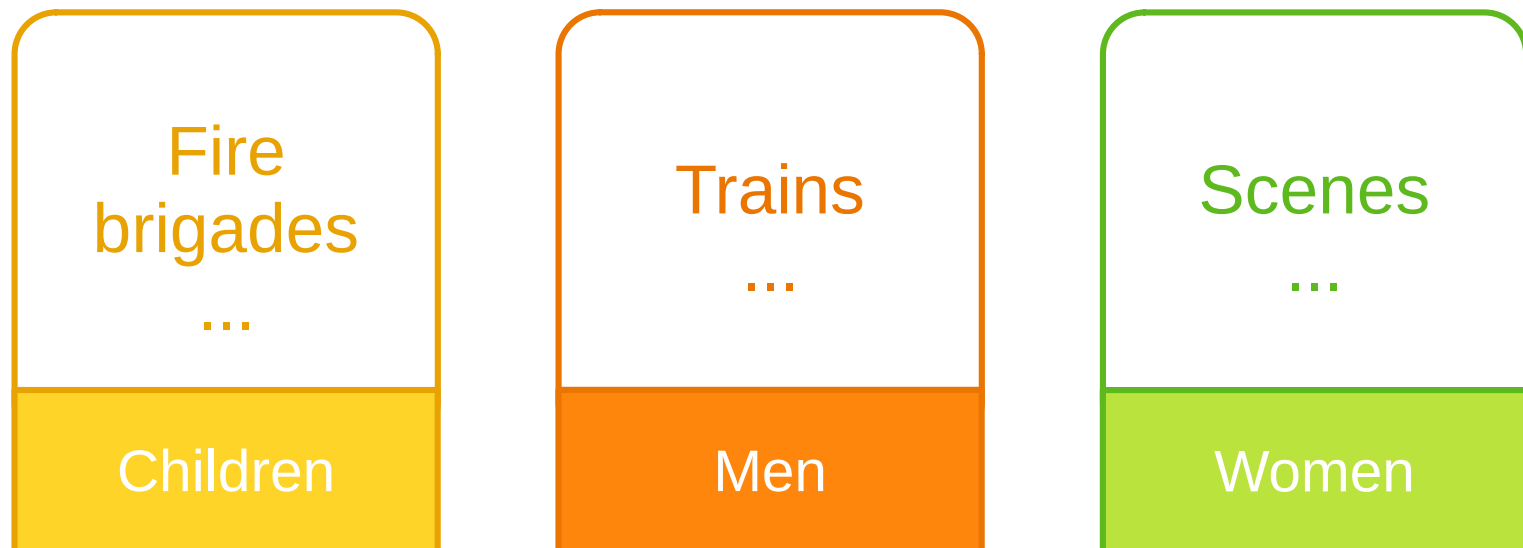 Fire
brigades
...
Children
Trains
...
Men
Scenes
...
Women